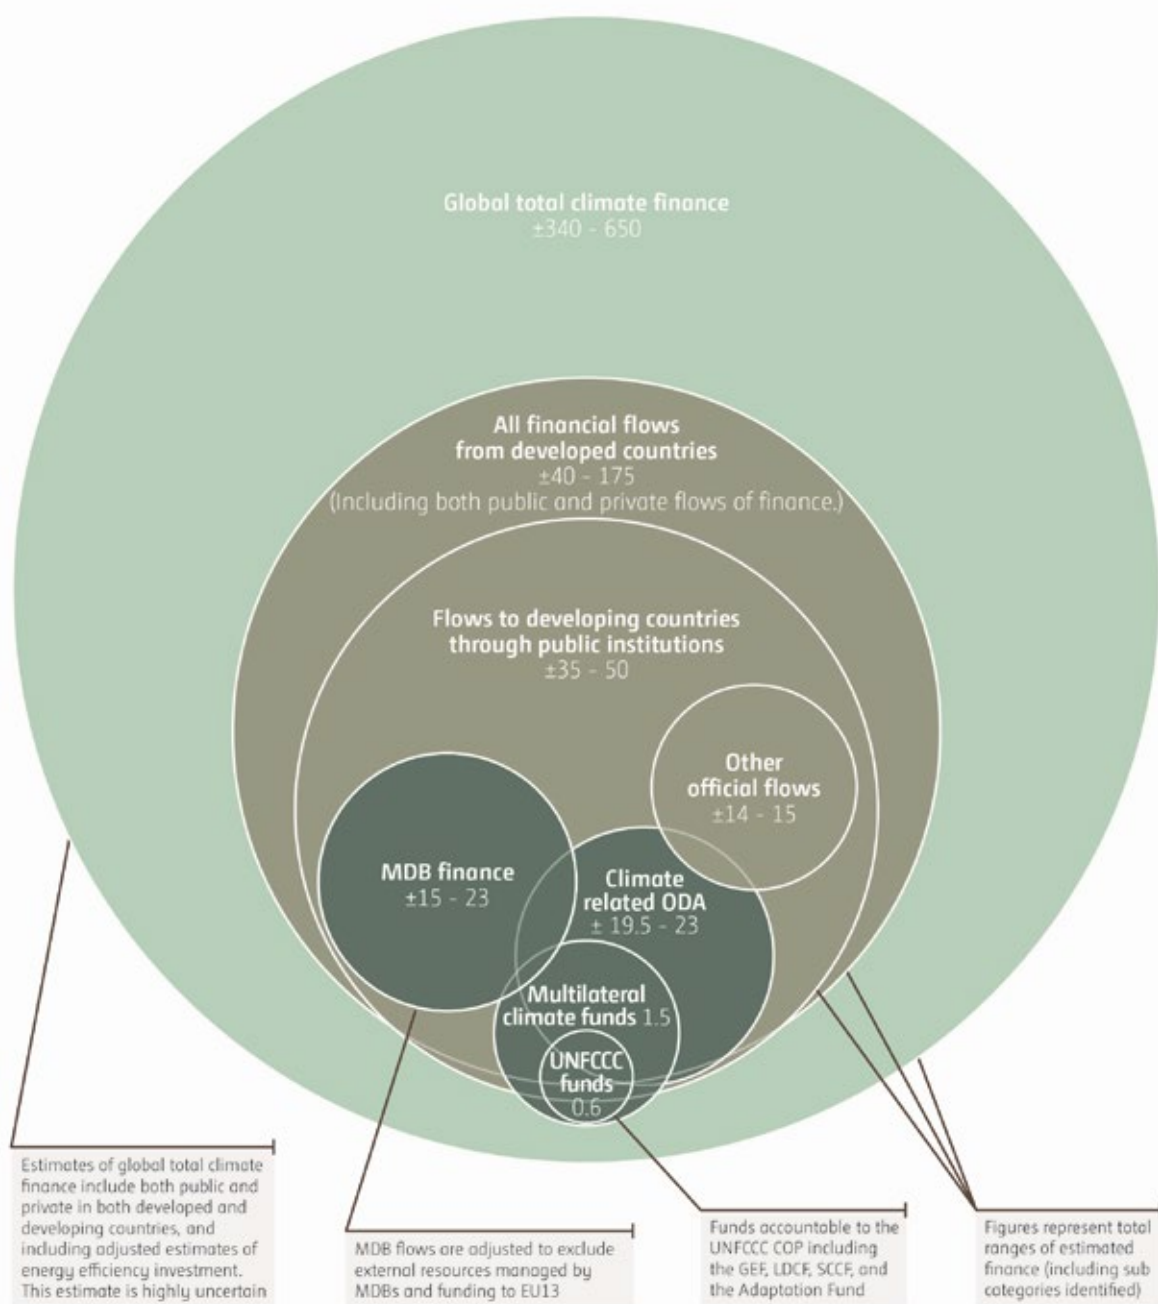 Global total climate finance
±340 - 650
All financial flows
from developed countries
±40 - 175
(Including both public and private flows of finance.)
Flows to developing countries
through public institutions
±35 - 50
Other
official flows
±14 - 15
MDB finance
±15 - 23
Climate
related ODA
± 19.5 - 23
Multilateral
climate funds 1.5
UNFCCC
funds
0.6
Estimates of global total climate
finance include both public and
private in both developed and
developing countries, and
including adjusted estimates of
energy efficiency investment.
This estimate is highly uncertain
MDB flows are adjusted to exclude
external resources managed by
MDBs and funding to EU13
Funds accountable to the
UNFCCC COP including
the GEF, LDCF, SCCF, and
the Adaptation Fund
Figures represent total
ranges of estimated
finance (including sub
categories identified)